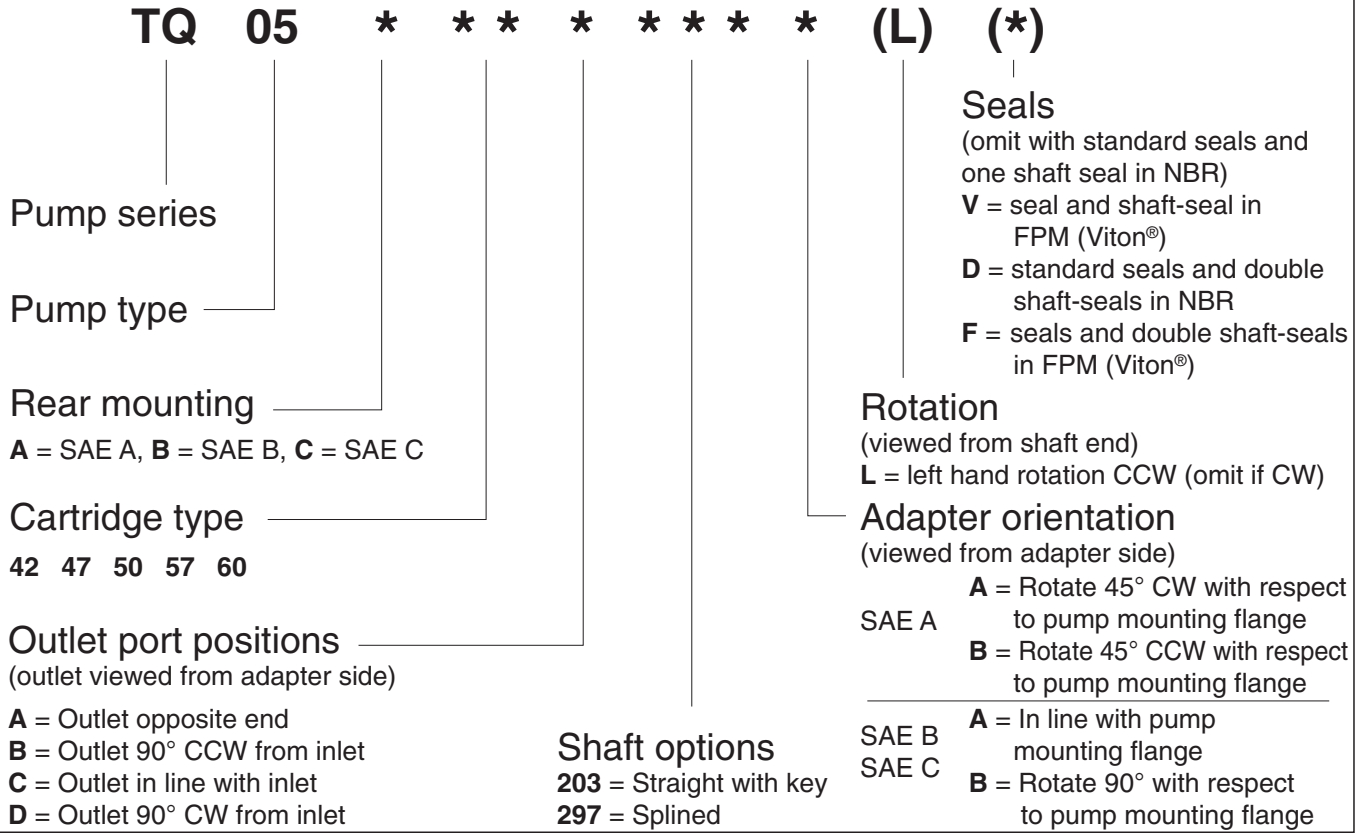 TQ 05 * * * * * * * * (L) (*)
Pump series
Pump type
Rear mounting
A = SAE A, B = SAE B, C = SAE C
Cartridge type
42 47 50 57 60
Outlet port positions
(outlet viewed from adapter side)
A = Outlet opposite end
B = Outlet 90° CCW from inlet
C = Outlet in line with inlet
D = Outlet 90° CW from inlet
Shaft options
203 = Straight with key
297 = Splined
Seals
(omit with standard seals and
one shaft seal in NBR)
V = seal and shaft-seal in
FPM (Viton®)
D = standard seals and double
shaft-seals in NBR
F = seals and double shaft-seals
in FPM (Viton®)
Rotation
(viewed from shaft end)
L = left hand rotation CCW (omit if CW)
Adapter orientation
(viewed from adapter side)
SAE A
A = Rotate 45° CW with respect
to pump mounting flange
B = Rotate 45° CCW with respect
to pump mounting flange
SAE B
SAE C
A = In line with pump
mounting flange
B = Rotate 90° with respect
to pump mounting flange